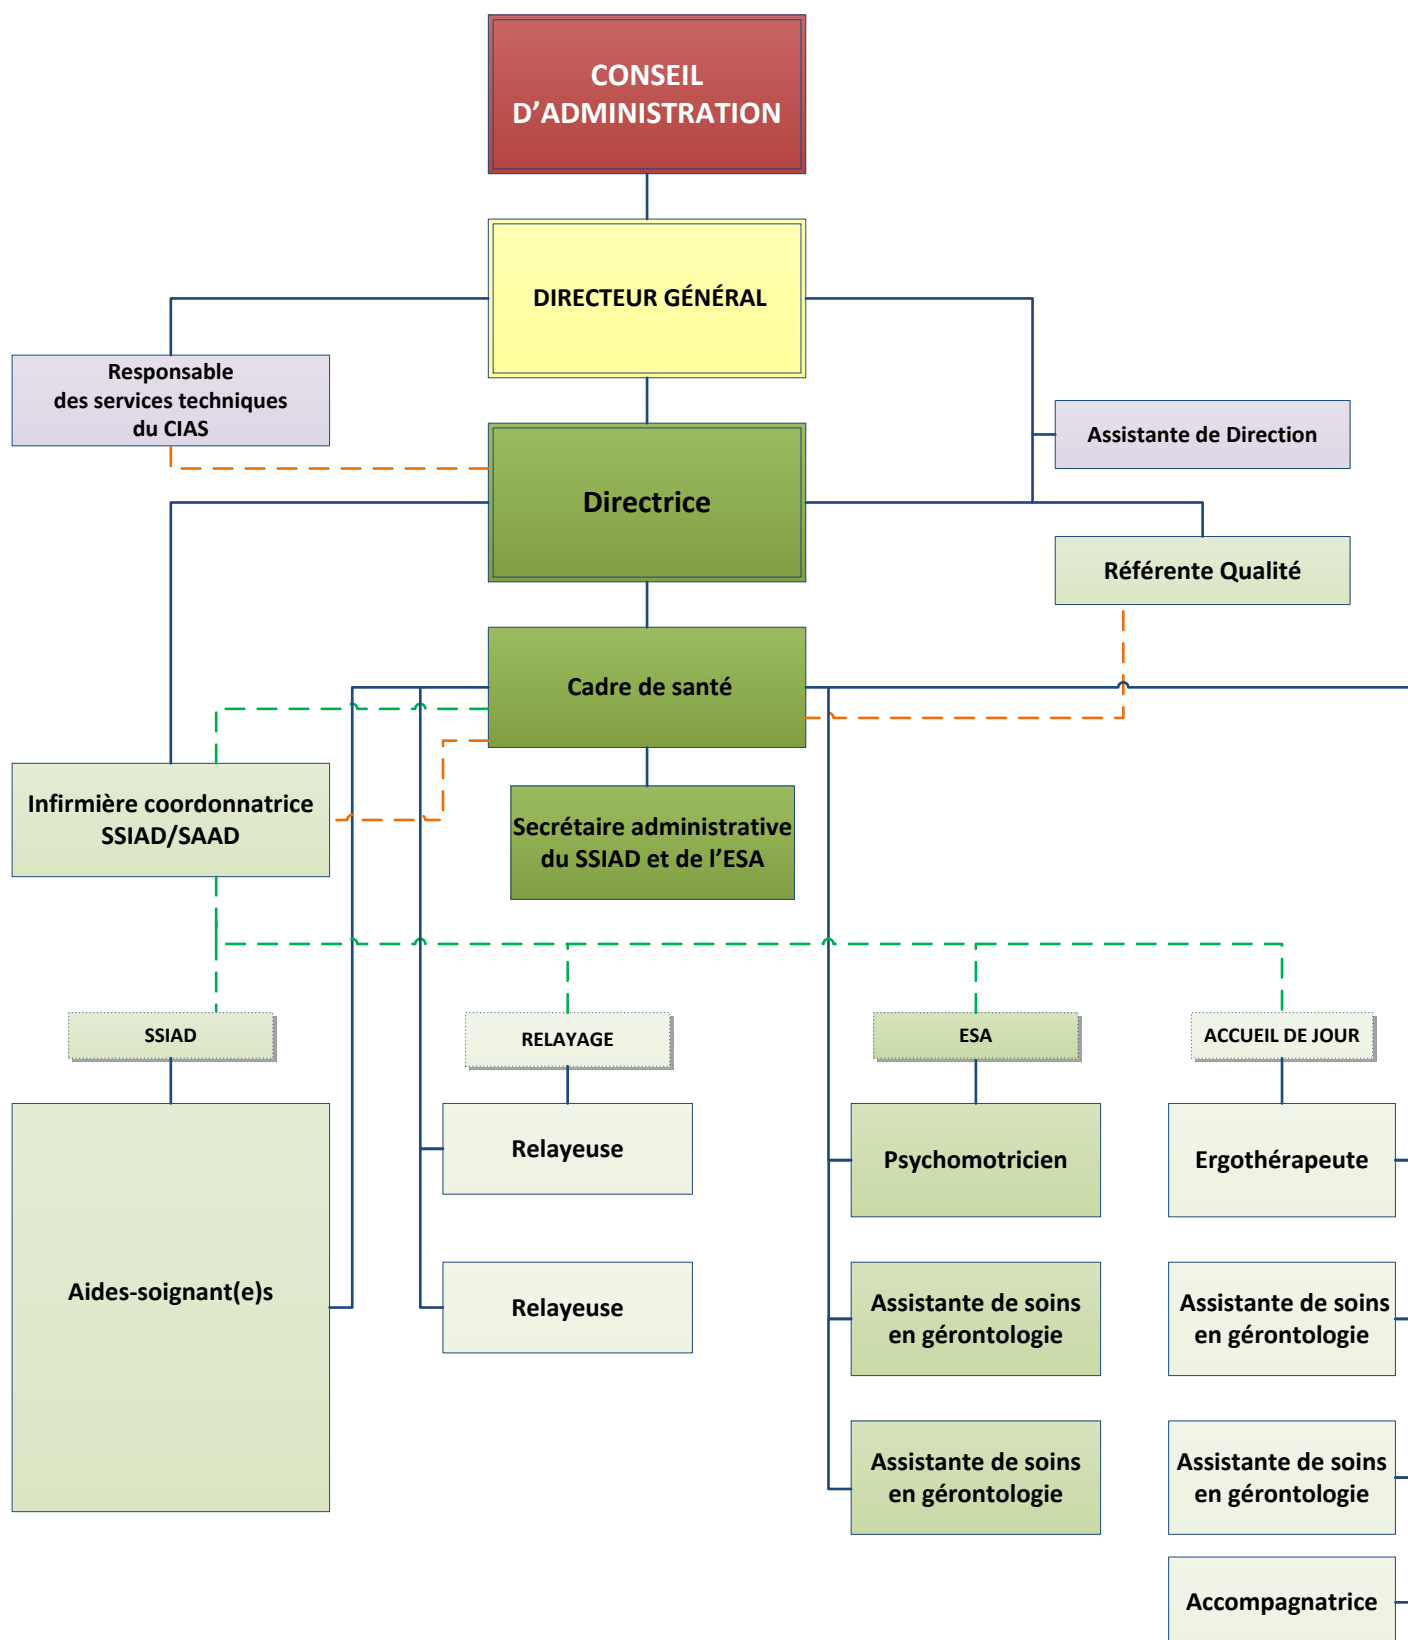 CONSEIL
D’ADMINISTRATION
DIRECTEUR GÉNÉRAL
Responsable
des services techniques
du CIAS
Assistante de Direction
Directrice
Référente Qualité
Cadre de santé
Infirmière coordonnatrice
SSIAD/SAAD
Secrétaire administrative
du SSIAD et de l’ESA
SSIAD
RELAYAGE
ESA
ACCUEIL DE JOUR
Aides-soignant(e)s
Relayeuse
Relayeuse
Psychomotricien
Assistante de soins
en gérontologie
Assistante de soins
en gérontologie
Ergothérapeute
Assistante de soins
en gérontologie
Assistante de soins
en gérontologie
Accompagnatrice